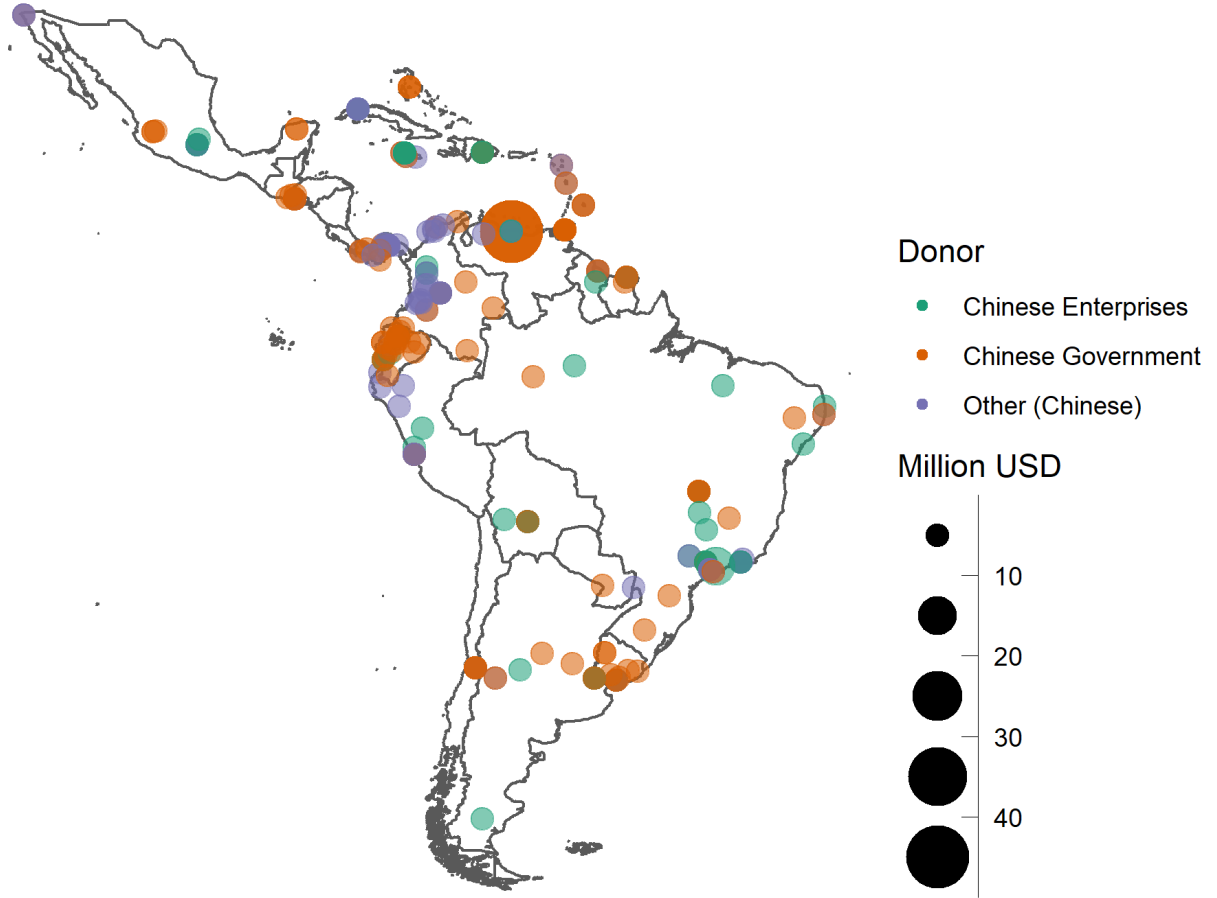 Donor
Chinese Enterprises
Chinese Government
Other (Chinese)
Million USD
10
20
30
40